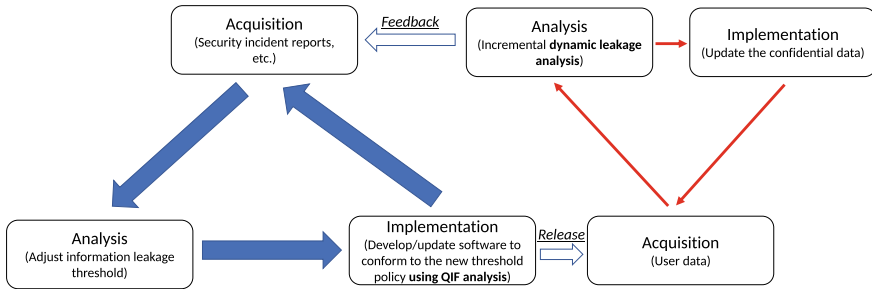 Acquisition
(Security incident reports,
etc.)
Feedback
Analysis
(Incremental dynamic leakage
analysis)
Implementation
(Update the confidential data)
Analysis
(Adjust information leakage
threshold)
Implementation
(Develop/update software to
conform to the new threshold
policy using QIF analysis)
Release
Acquisition
(User data)